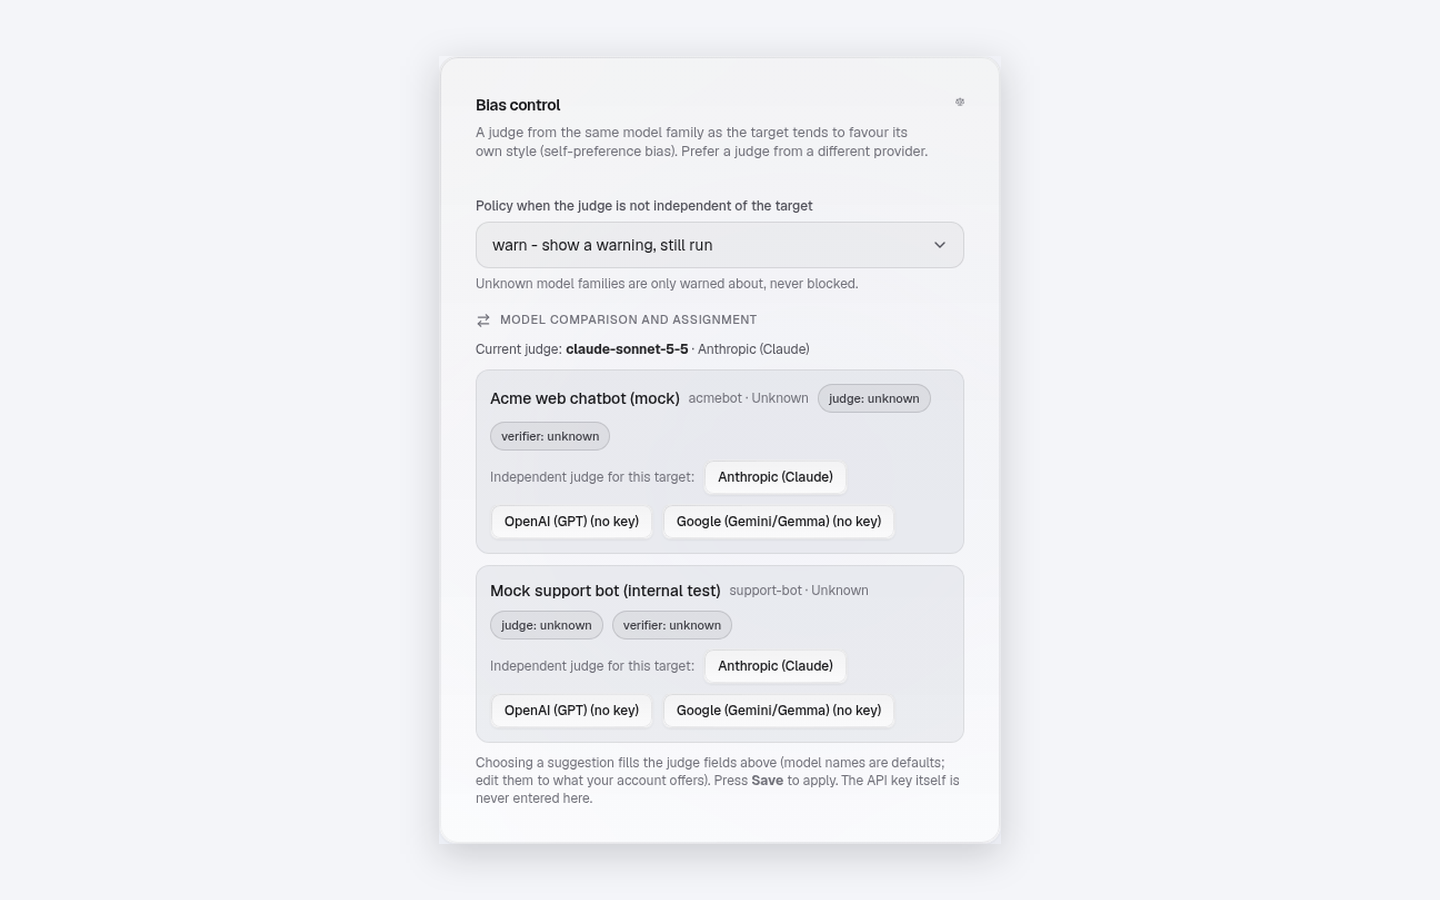 Bias control
A judge from the same model family as the target tends to favour its
own style (self-preference bias). Prefer a judge from a different provider.
Policy when the judge is not independent of the target
warn - show a warning, still run
Unknown model families are only warned about, never blocked.
MODEL COMPARISON AND ASSIGNMENT
Current judge: claude-sonnet-5-5 · Anthropic (Claude)
Acme web chatbot (mock) acmebot · Unknown judge: unknown
verifier: unknown
Independent judge for this target: Anthropic (Claude)
OpenAI (GPT) (no key) Google (Gemini/Gemma) (no key)
Mock support bot (internal test) support-bot · Unknown
judge: unknown verifier: unknown
Independent judge for this target: Anthropic (Claude)
OpenAI (GPT) (no key) Google (Gemini/Gemma) (no key)
Choosing a suggestion fills the judge fields above (model names are defaults;
edit them to what your account offers). Press Save to apply. The API key itself is
never entered here.